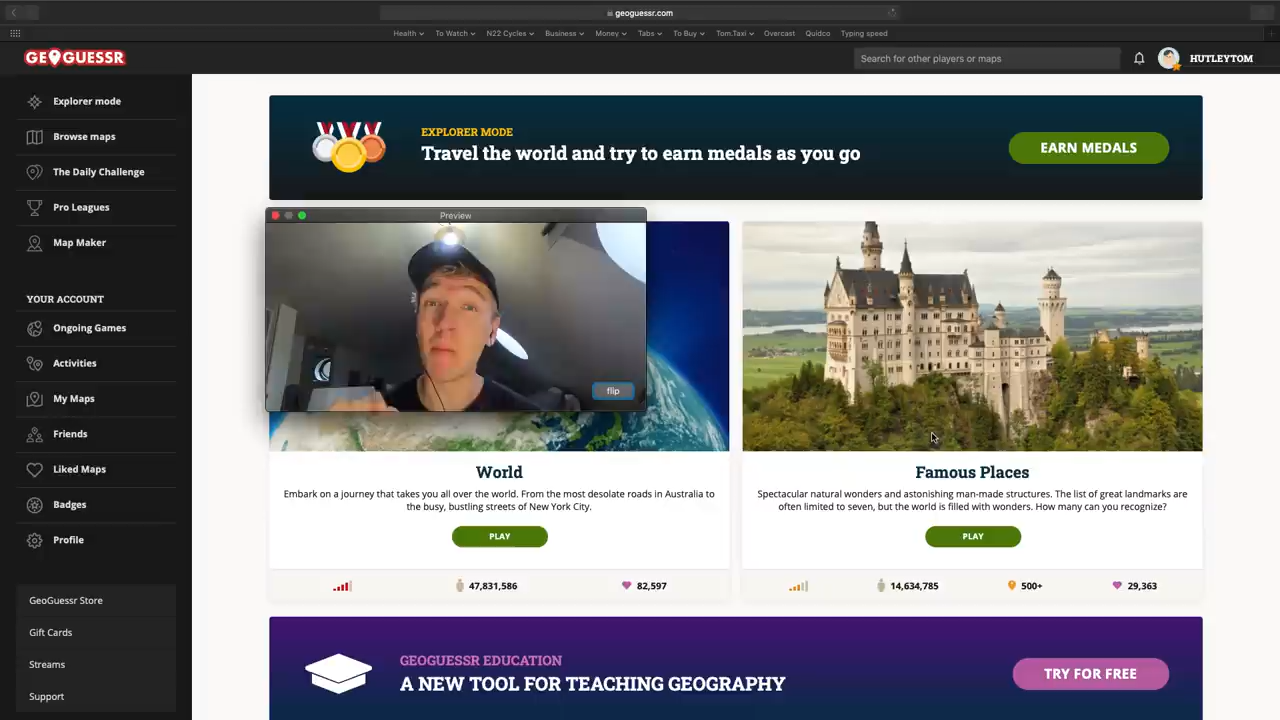 geoguessr.com
Health
To Watch
N22 Cycles
Business
Money
Tabs
To Buy
Tom.Taxi
Overcast
Quidco
Typing speed
GEOGUESSR
Search for other players or maps
HUTLEYTOM
Explorer mode
Browse maps
The Daily Challenge
Pro Leagues
Map Maker
YOUR ACCOUNT
Ongoing Games
Activities
My Maps
Friends
Liked Maps
Badges
Profile
GeoGuessr Store
Gift Cards
Streams
Support
EXPLORER MODE
Travel the world and try to earn medals as you go
EARN MEDALS
Preview
flip
World
Embark on a journey that takes you all over the world. From the most desolate roads in Australia to
the busy, bustling streets of New York City.
PLAY
47,831,586
82,597
Famous Places
Spectacular natural wonders and astonishing man-made structures. The list of great landmarks are
often limited to seven, but the world is filled with wonders. How many can you recognize?
PLAY
14,634,785
500+
29,363
GEOGUESSR EDUCATION
A NEW TOOL FOR TEACHING GEOGRAPHY
TRY FOR FREE